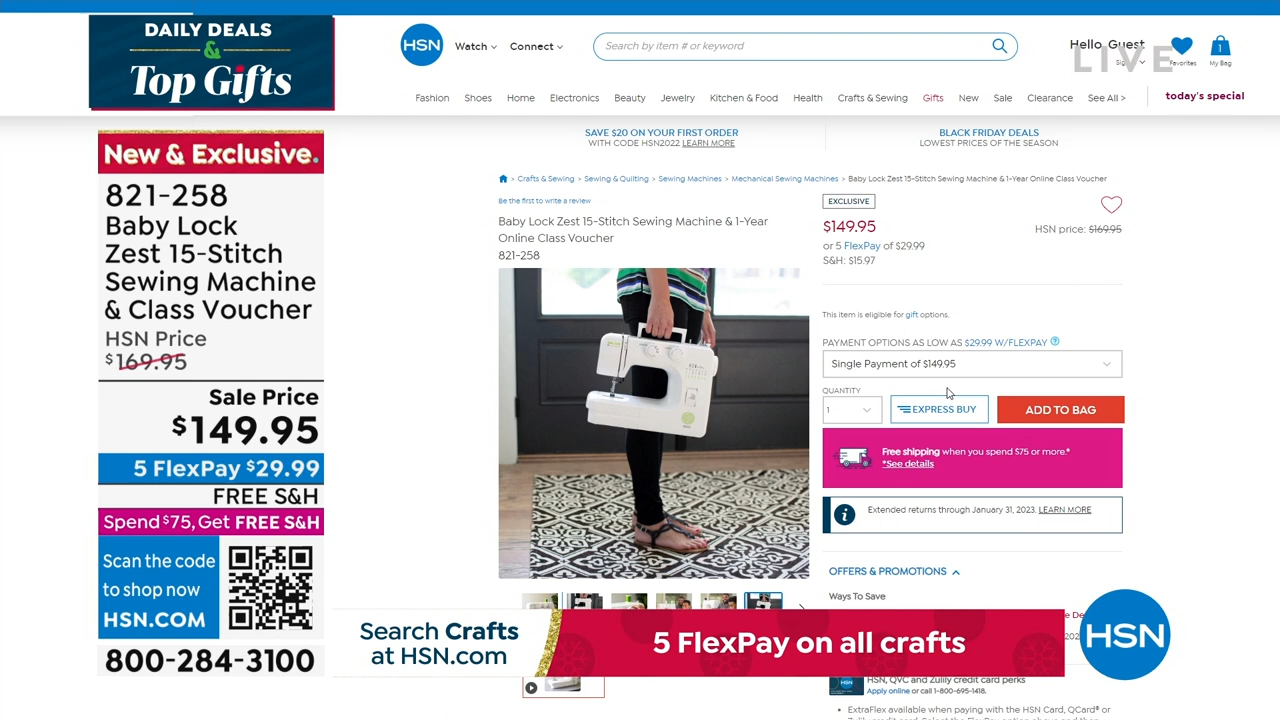 DAILY DEALS
&
Top Gifts
HSN
Watch
Connect
Search by item # or keyword
Hello, Guest
LIVE
Favorites
1
My Bag
Fashion
Shoes
Home
Electronics
Beauty
Jewelry
Kitchen & Food
Health
Crafts & Sewing
Gifts
New
Sale
Clearance
See All >
today's special
SAVE $20 ON YOUR FIRST ORDER
WITH CODE HSN2022 LEARN MORE
BLACK FRIDAY DEALS
LOWEST PRICES OF THE SEASON
New & Exclusive.
821-258
Baby Lock
Zest 15-Stitch
Sewing Machine
& Class Voucher
HSN Price
$169.95
Sale Price
$149.95
5 FlexPay $29.99
FREE S&H
Spend $75, Get FREE S&H
Scan the code
to shop now
HSN.COM
800-284-3100
> Crafts & Sewing > Sewing & Quilting > Sewing Machines > Mechanical Sewing Machines > Baby Lock Zest 15-Stitch Sewing Machine & 1-Year Online Class Voucher
Be the first to write a review
Baby Lock Zest 15-Stitch Sewing Machine & 1-Year
Online Class Voucher
821-258
EXCLUSIVE
$149.95
HSN price: $169.95
or 5 FlexPay of $29.99
S&H: $15.97
This item is eligible for gift options.
PAYMENT OPTIONS AS LOW AS $29.99 W/FLEXPAY
Single Payment of $149.95
QUANTITY
1
EXPRESS BUY
ADD TO BAG
Free shipping when you spend $75 or more.*
*See details
Extended returns through January 31, 2023. LEARN MORE
OFFERS & PROMOTIONS
Ways To Save
Search Crafts
at HSN.com
5 FlexPay on all crafts
HSN
HSN, QVC and Zulily credit card perks
Apply online or call 1-800-695-1418.
• ExtraFlex available when paying with the HSN Card, QCard® or